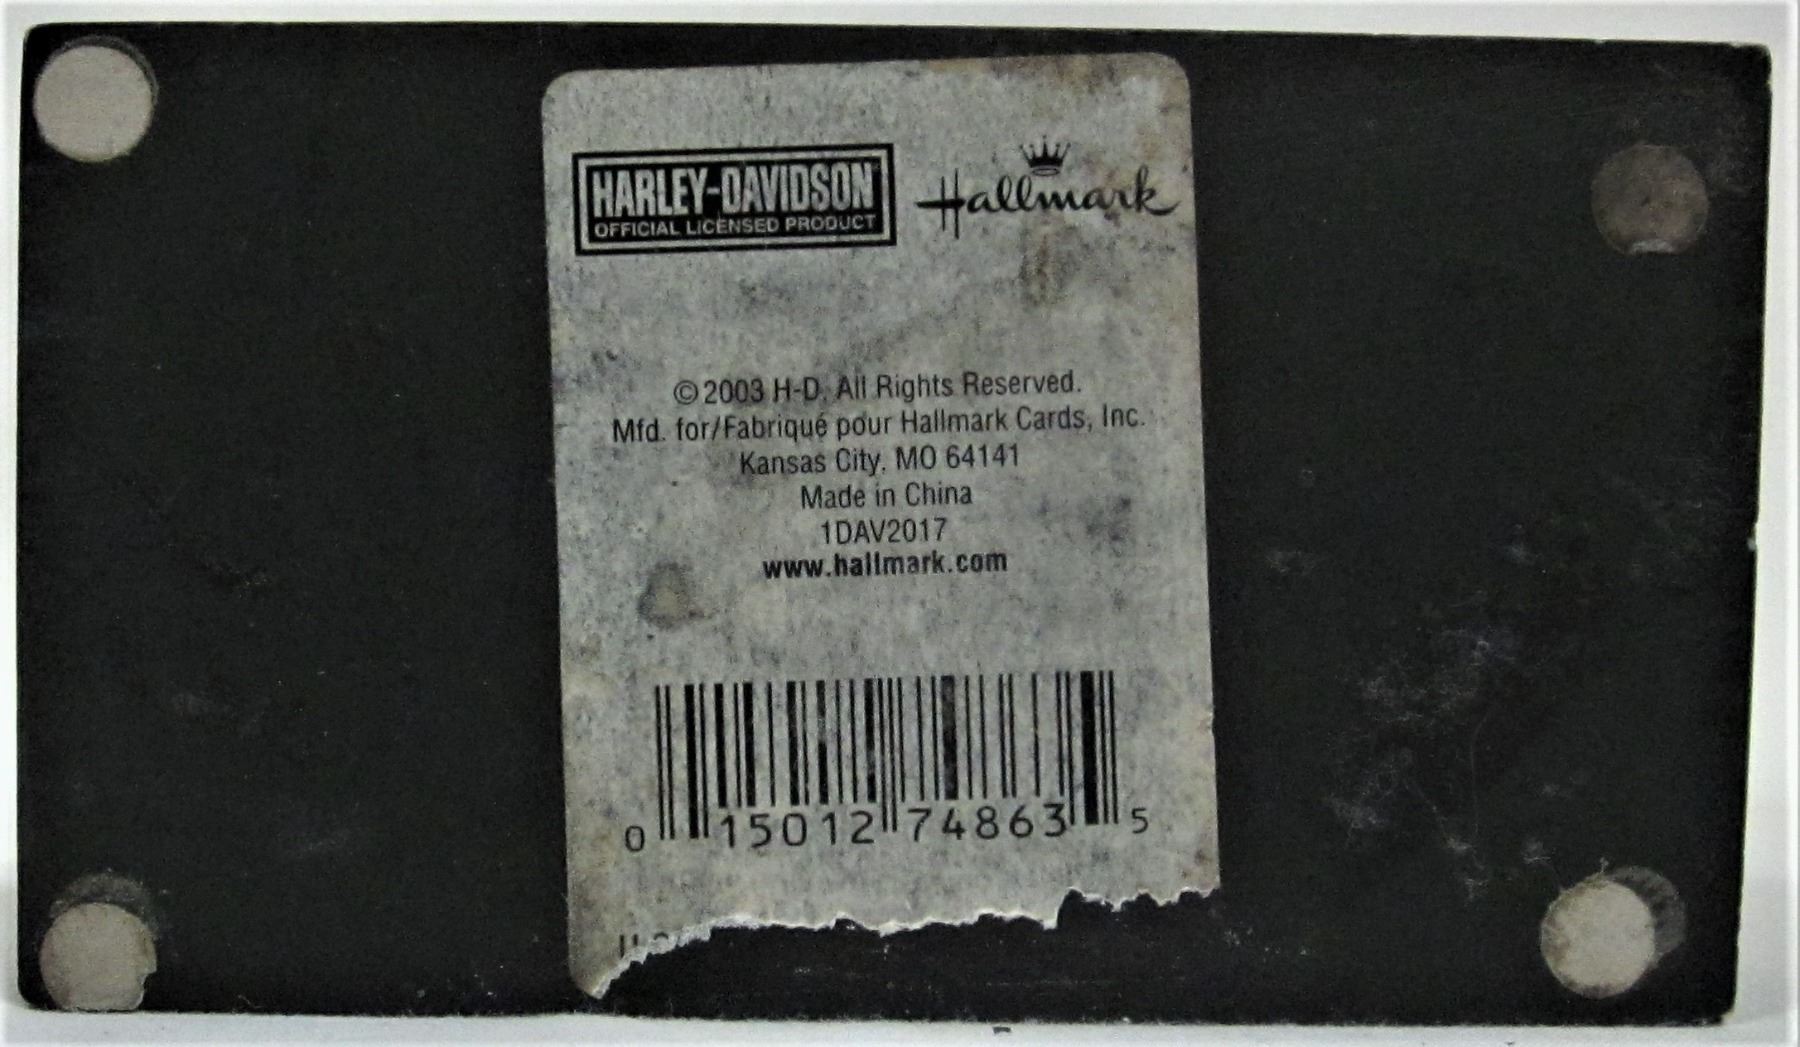 HARLEY-DAVIDSON
OFFICIAL LICENSED PRODUCT
Hallmark
© 2003 H-D. All Rights Reserved.
Mfd. for/Fabriqué pour Hallmark Cards, Inc.
Kansas City, MO 64141
Made in China
1DAV2017
www.hallmark.com
0 15012 74863 5